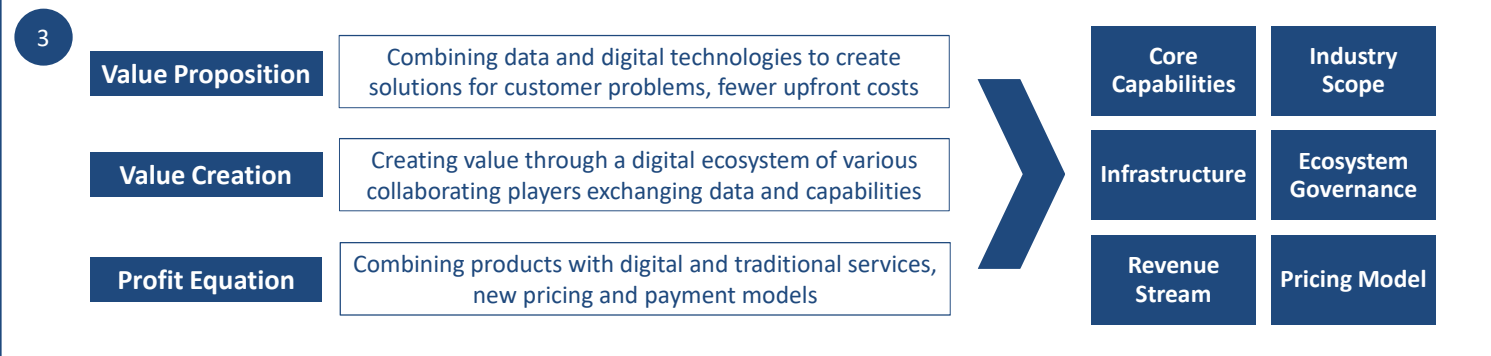 3
Value Proposition
Combining data and digital technologies to create
solutions for customer problems, fewer upfront costs
Core
Capabilities
Industry
Scope
Value Creation
Creating value through a digital ecosystem of various
collaborating players exchanging data and capabilities
Infrastructure
Ecosystem
Governance
Profit Equation
Combining products with digital and traditional services,
new pricing and payment models
Revenue
Stream
Pricing Model